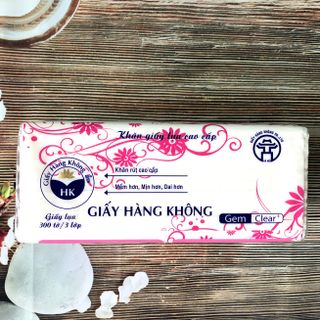 Khăn giấy lụa cao cấp
Giấy Hàng Không
HK
Khăn rút cao cấp
Mềm hơn, Mịn hơn, Dai hơn
GIẤY HÀNG KHÔNG
Gem Clear
Giấy lụa
300 tờ/3 lớp